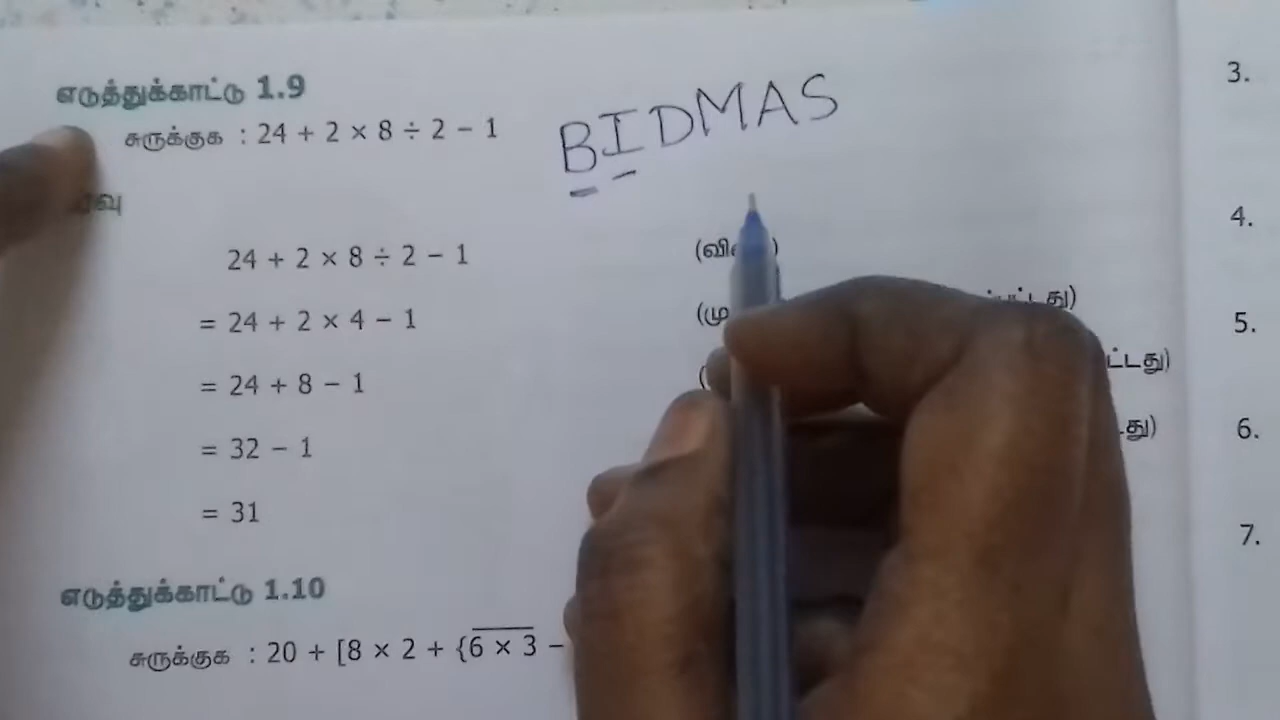 எடுத்துக்காட்டு 1.9
சுருக்குக : 24 + 2 × 8 ÷ 2 − 1
BIDMAS
24 + 2 × 8 ÷ 2 − 1
= 24 + 2 × 4 − 1
= 24 + 8 − 1
= 32 − 1
= 31
எடுத்துக்காட்டு 1.10
சுருக்குக : 20 + [8 × 2 + {6 × 3 −
3.
4.
5.
6.
7.